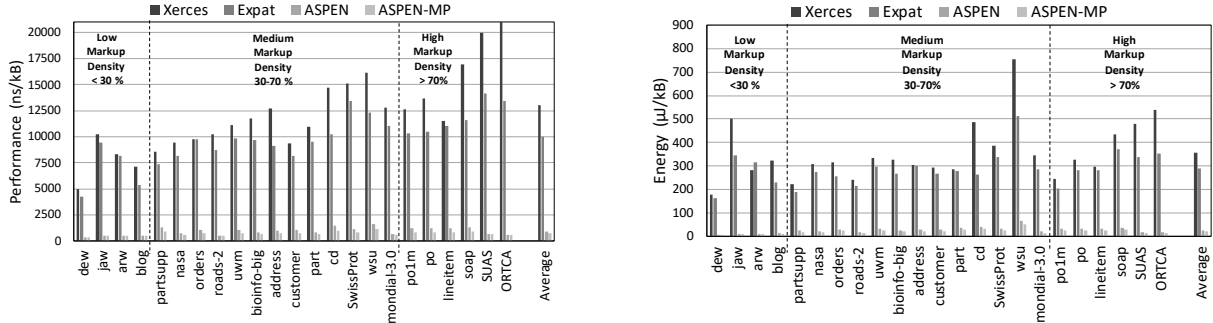 Xerces Expat ASPEN ASPEN-MP
Performance (ns/kB)
20000
17500
15000
12500
10000
7500
5000
2500
0
Low
Markup
Density
< 30 %
Medium
Markup
Density
30-70 %
High
Markup
Density
> 70%
dew
jaw
arw
blog
partsupp
nasa
orders
roads-2
uwm
bioinfo-big
address
customer
part
cd
SwissProt
wsu
mondial-3.0
po1m
po
lineitem
soap
SUAS
ORTCA
Average
Xerces Expat ASPEN ASPEN-MP
Energy (µJ/kB)
900
800
700
600
500
400
300
200
100
0
Low
Markup
Density
<30 %
Medium
Markup
Density
30-70%
High
Markup
Density
> 70%
dew
jaw
arw
blog
partsupp
nasa
orders
roads-2
uwm
bioinfo-big
address
customer
part
cd
SwissProt
wsu
mondial-3.0
po1m
po
lineitem
soap
SUAS
ORTCA
Average